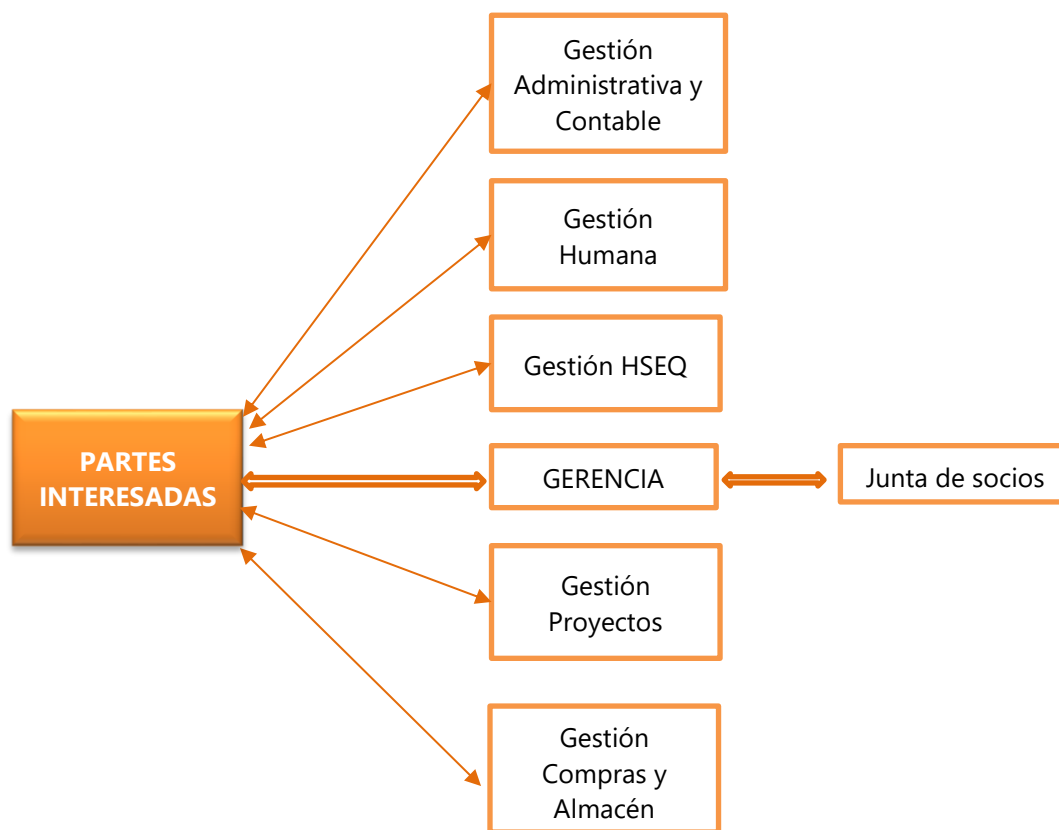 Gestión
Administrativa y
Contable
Gestión
Humana
Gestión HSEQ
PARTES
INTERESADAS
GERENCIA
Junta de socios
Gestión
Proyectos
Gestión
Compras y
Almacén